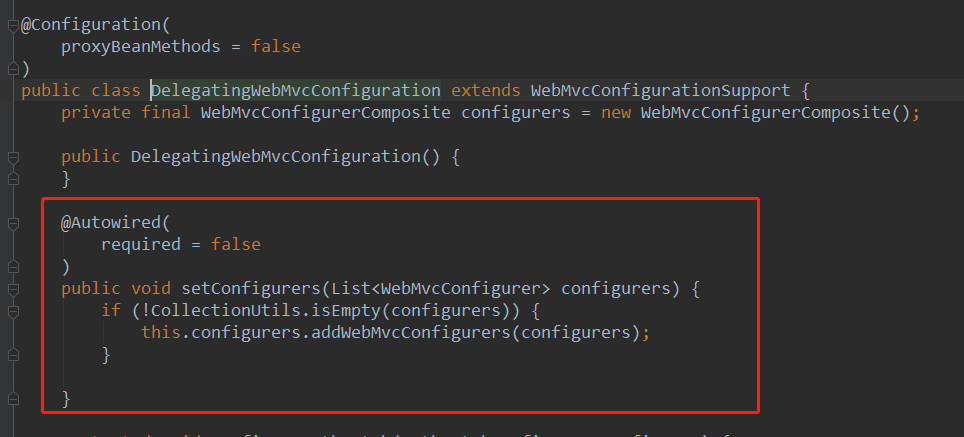 @Configuration(
    proxyBeanMethods = false
)
public class DelegatingWebMvcConfiguration extends WebMvcConfigurationSupport {
    private final WebMvcConfigurerComposite configurers = new WebMvcConfigurerComposite();
    public DelegatingWebMvcConfiguration() {
    }
    @Autowired(
        required = false
    )
    public void setConfigurers(List<WebMvcConfigurer> configurers) {
        if (!CollectionUtils.isEmpty(configurers)) {
            this.configurers.addWebMvcConfigurers(configurers);
        }
    }